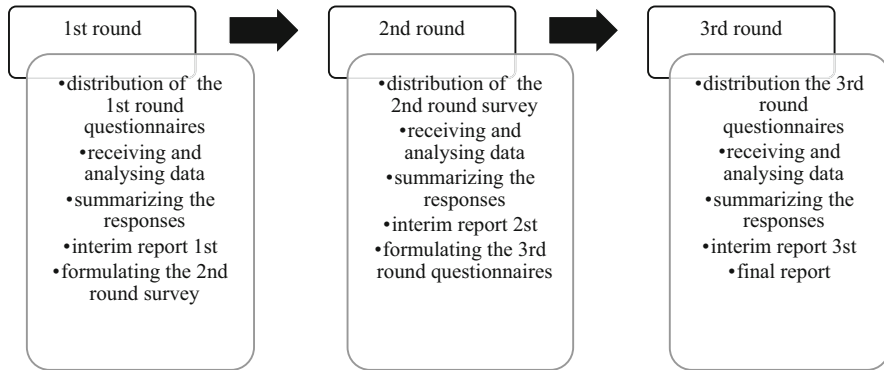 1st round
•distribution of the
1st round
questionnaires
•receiving and
analysing data
•summarizing the
responses
•interim report 1st
•formulating the 2nd
round survey
2nd round
•distribution of the
2nd round survey
•receiving and
analysing data
•summarizing the
responses
•interim report 2st
•formulating the 3rd
round questionnaires
3rd round
•distribution the 3rd
round
questionnaires
•receiving and
analysing data
•summarizing the
responses
•interim report 3st
•final report